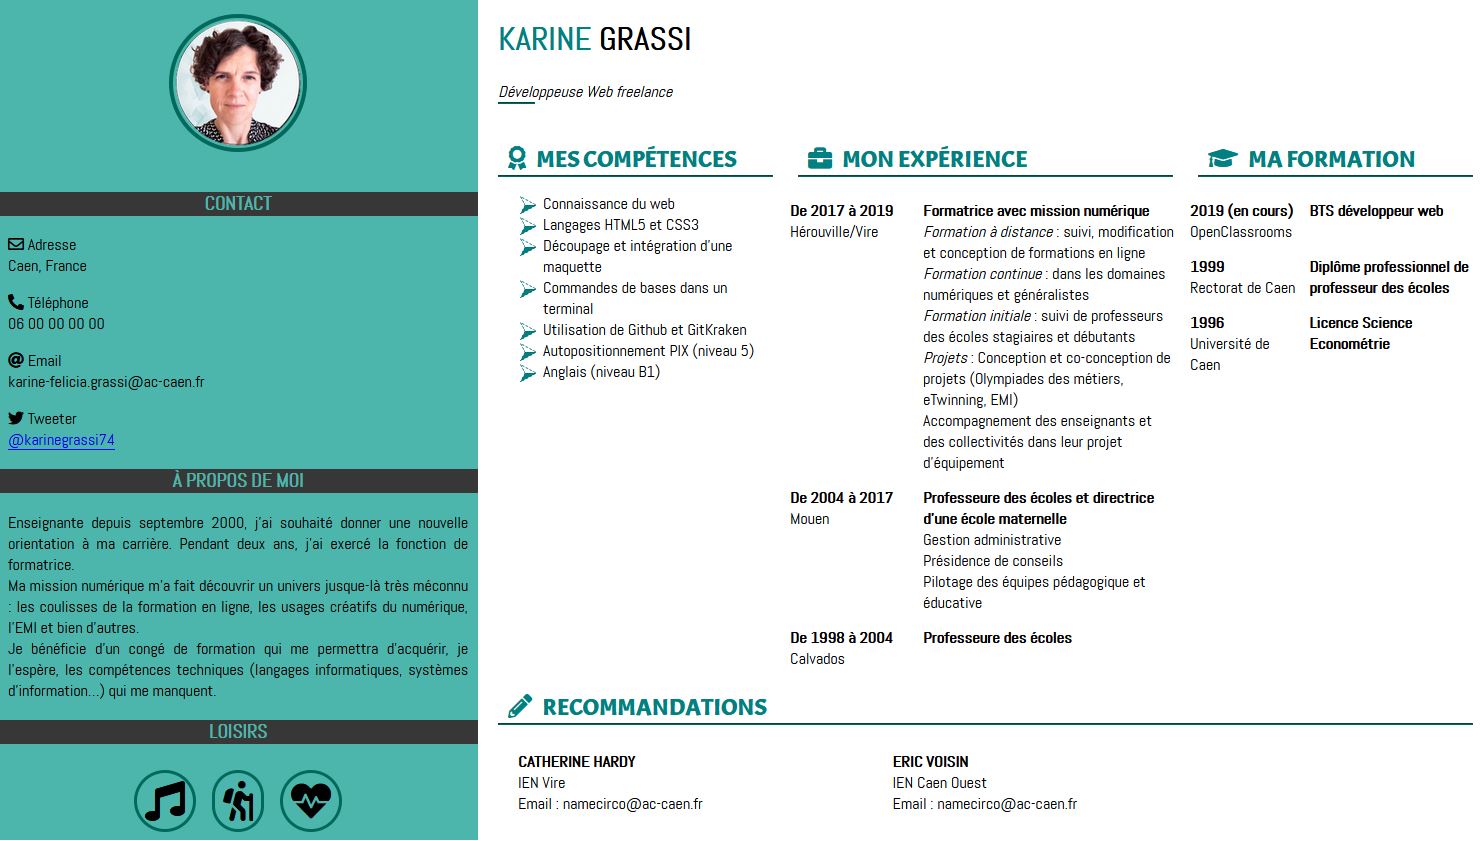 KARINE GRASSI
Développeuse Web freelance
CONTACT
Adresse
Caen, France
Téléphone
06 00 00 00 00
Email
karine-felicia.grassi@ac-caen.fr
Tweeter
@karinegrassi74
À PROPOS DE MOI
Enseignante depuis septembre 2000, j'ai souhaité donner une nouvelle
orientation à ma carrière. Pendant deux ans, j'ai exercé la fonction de
formatrice.
Ma mission numérique m'a fait découvrir un univers jusque-là très méconnu
: les coulisses de la formation en ligne, les usages créatifs du numérique,
l'EMI et bien d'autres.
Je bénéficie d'un congé de formation qui me permettra d'acquérir, je
l'espère, les compétences techniques (langages informatiques, systèmes
d'information...) qui me manquent.
LOISIRS
MES COMPÉTENCES
Connaissance du web
Langages HTML5 et CSS3
Découpage et intégration d'une
maquette
Commandes de bases dans un
terminal
Utilisation de Github et GitKraken
Autopositionnement PIX (niveau 5)
Anglais (niveau B1)
MON EXPÉRIENCE
De 2017 à 2019
Hérouville/Vire
Formatrice avec mission numérique
Formation à distance : suivi, modification
et conception de formations en ligne
Formation continue : dans les domaines
numériques et généralistes
Formation initiale : suivi de professeurs
des écoles stagiaires et débutants
Projets : Conception et co-conception de
projets (Olympiades des métiers,
eTwinning, EMI)
Accompagnement des enseignants et
des collectivités dans leur projet
d'équipement
De 2004 à 2017
Mouen
Professeure des écoles et directrice
d'une école maternelle
Gestion administrative
Présidence de conseils
Pilotage des équipes pédagogique et
éducative
De 1998 à 2004
Calvados
Professeure des écoles
MA FORMATION
2019 (en cours)
OpenClassrooms
BTS développeur web
1999
Rectorat de Caen
Diplôme professionnel de
professeur des écoles
1996
Université de
Caen
Licence Science
Econométrie
RECOMMANDATIONS
CATHERINE HARDY
IEN Vire
Email : namecirco@ac-caen.fr
ERIC VOISIN
IEN Caen Ouest
Email : namecirco@ac-caen.fr